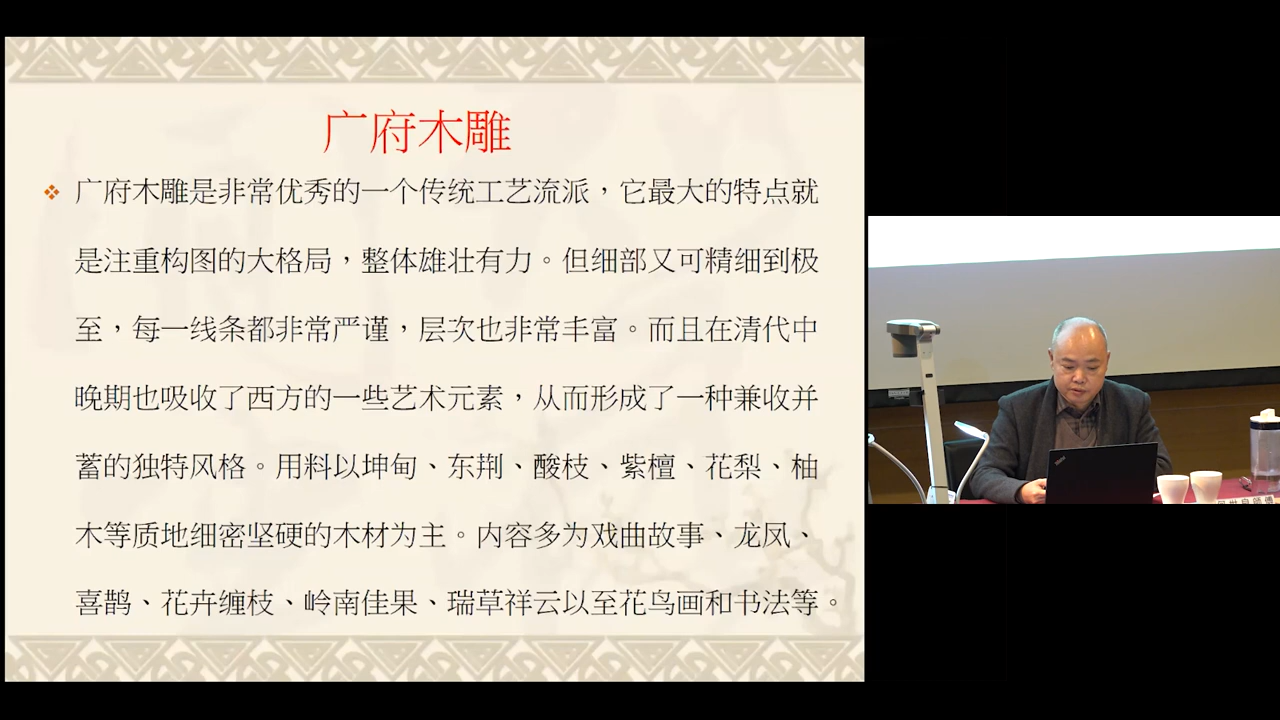 广府木雕
广府木雕是非常优秀的一个传统工艺流派，它最大的特点就
是注重构图的大格局，整体雄壮有力。但细部又可精细到极
至，每一线条都非常严谨，层次也非常丰富。而且在清代中
晚期也吸收了西方的一些艺术元素，从而形成了一种兼收并
蓄的独特风格。用料以坤甸、东荆、酸枝、紫檀、花梨、柚
木等质地细密坚硬的木材为主。内容多为戏曲故事、龙凤、
喜鹊、花卉缠枝、岭南佳果、瑞草祥云以至花鸟画和书法等。